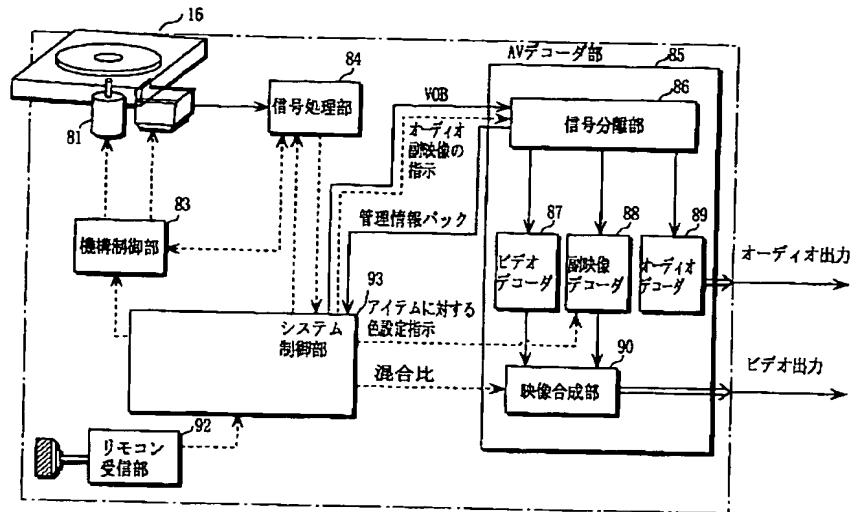 16
AVデコーダ部
85
84
信号処理部
VOB
86
信号分離部
オーディオ
副映像の
指示
81
83
機構制御部
管理情報パック
87
ビデオ
デコーダ
88
副映像
デコーダ
89
オーディオ
デコーダ
オーディオ出力
93
システム
制御部
アイテムに対する
色設定指示
混合比
90
映像合成部
ビデオ出力
92
リモコン
受信部